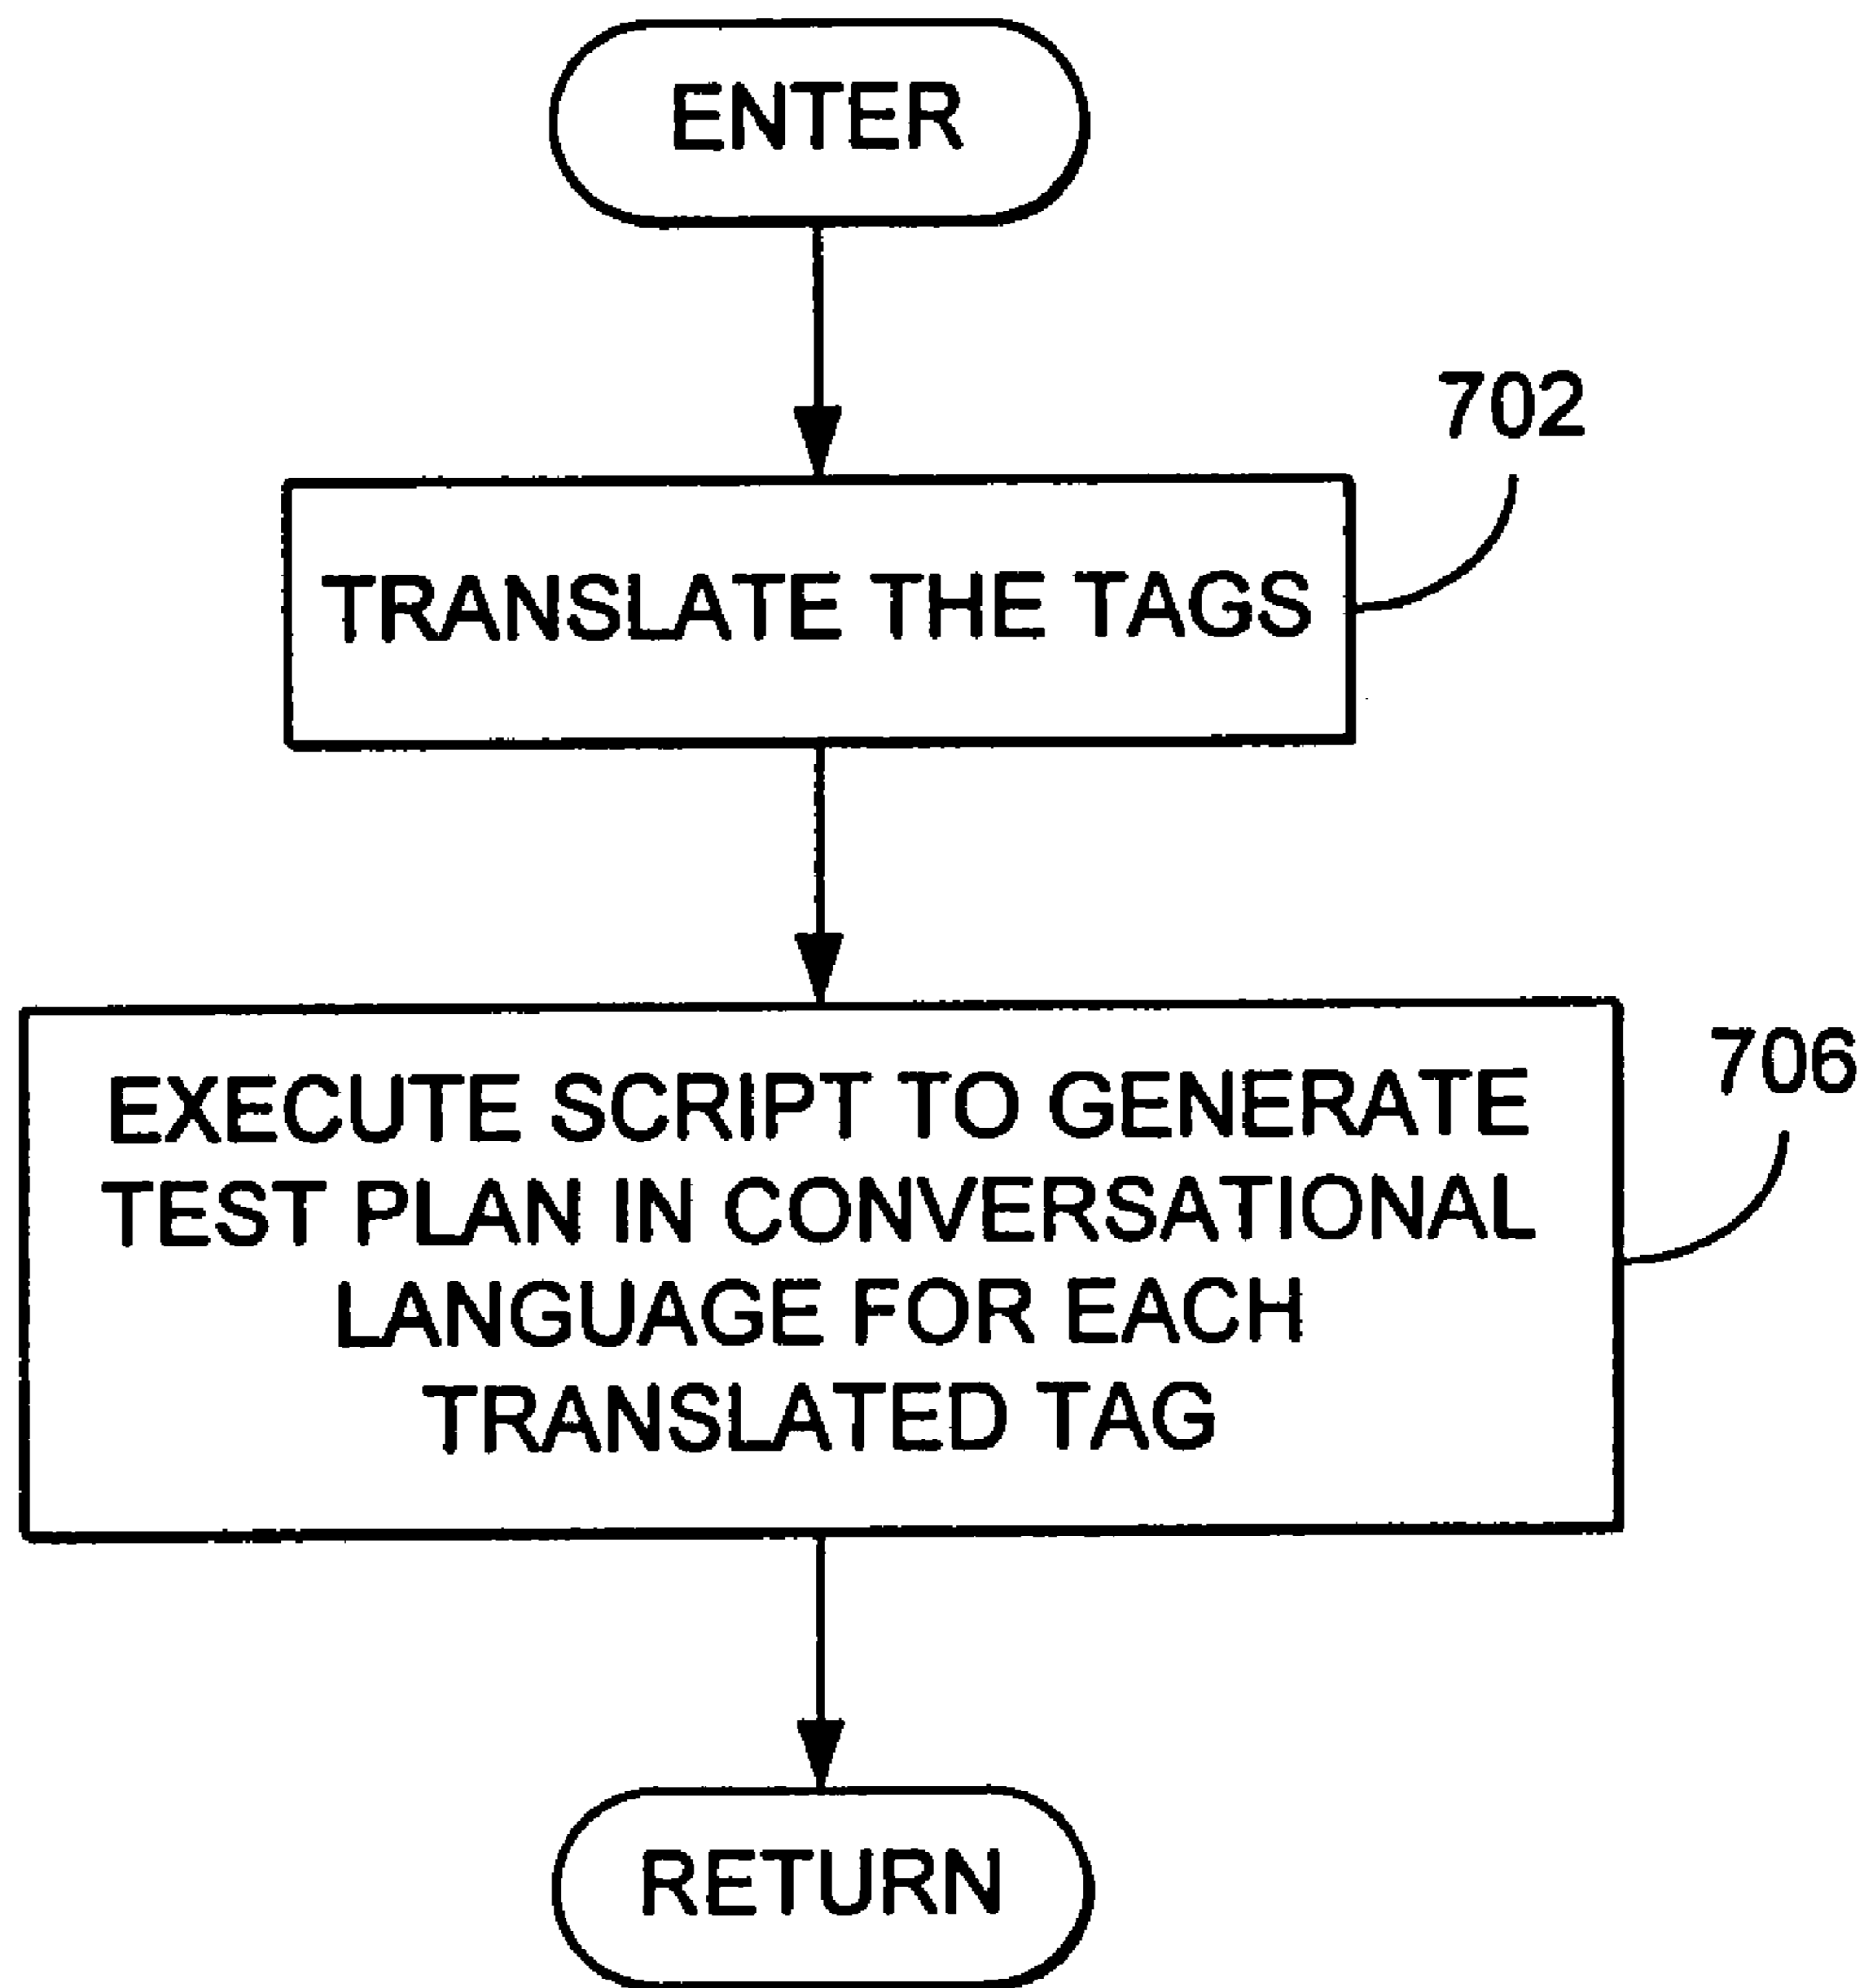 ENTER
702
TRANSLATE THE TAGS
706
EXECUTE SCRIPT TO GENERATE
TEST PLAN IN CONVERSATIONAL
LANGUAGE FOR EACH
TRANSLATED TAG
RETURN